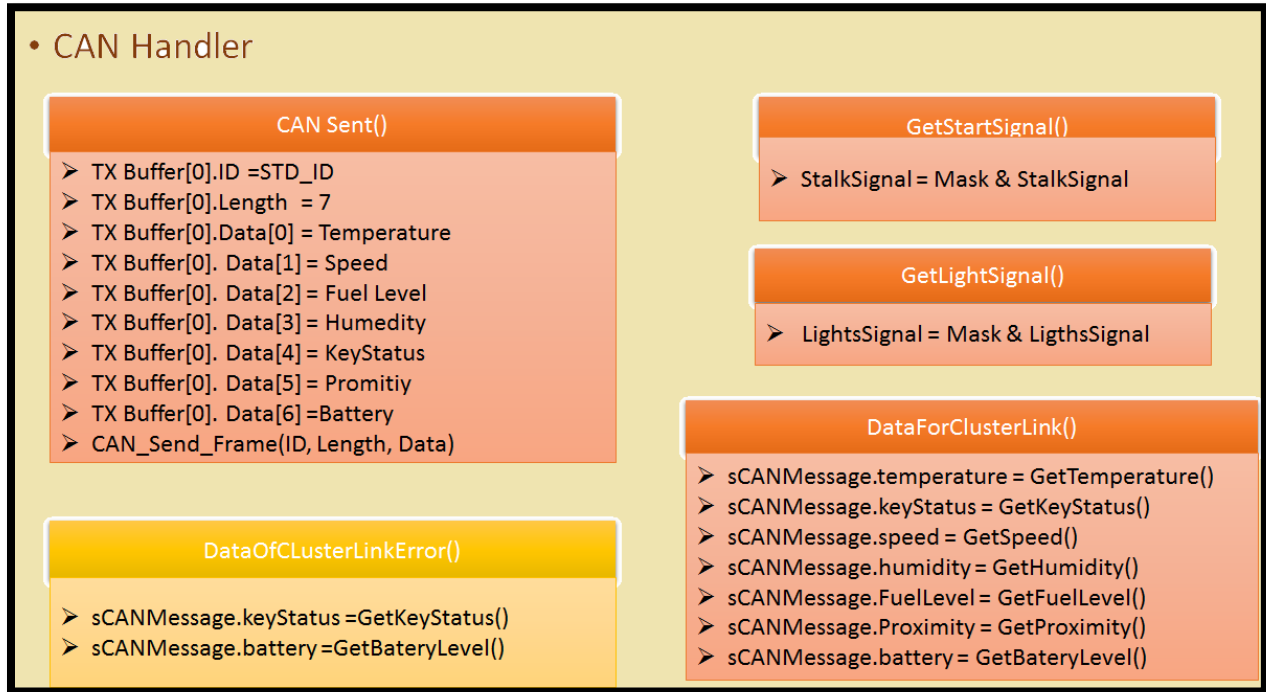 • CAN Handler
CAN Sent()
➢ TX Buffer[0].ID =STD_ID
➢ TX Buffer[0].Length = 7
➢ TX Buffer[0].Data[0] = Temperature
➢ TX Buffer[0]. Data[1] = Speed
➢ TX Buffer[0]. Data[2] = Fuel Level
➢ TX Buffer[0]. Data[3] = Humedity
➢ TX Buffer[0]. Data[4] = KeyStatus
➢ TX Buffer[0]. Data[5] = Promitiy
➢ TX Buffer[0]. Data[6] =Battery
➢ CAN_Send_Frame(ID, Length, Data)
DataOfCLusterLinkError()
➢ sCANMessage.keyStatus =GetKeyStatus()
➢ sCANMessage.battery =GetBateryLevel()
GetStartSignal()
➢ StalkSignal = Mask & StalkSignal
GetLightSignal()
➢ LightsSignal = Mask & LigthsSignal
DataForClusterLink()
➢ sCANMessage.temperature = GetTemperature()
➢ sCANMessage.keyStatus = GetKeyStatus()
➢ sCANMessage.speed = GetSpeed()
➢ sCANMessage.humidity = GetHumidity()
➢ sCANMessage.FuelLevel = GetFuelLevel()
➢ sCANMessage.Proximity = GetProximity()
➢ sCANMessage.battery = GetBateryLevel()